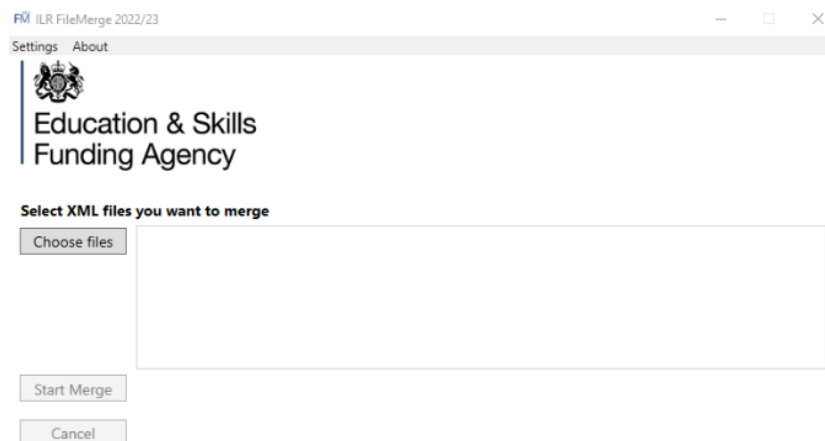 FM ILR FileMerge 2022/23
Settings About
Education & Skills
Funding Agency
Select XML files you want to merge
Choose files
Start Merge
Cancel